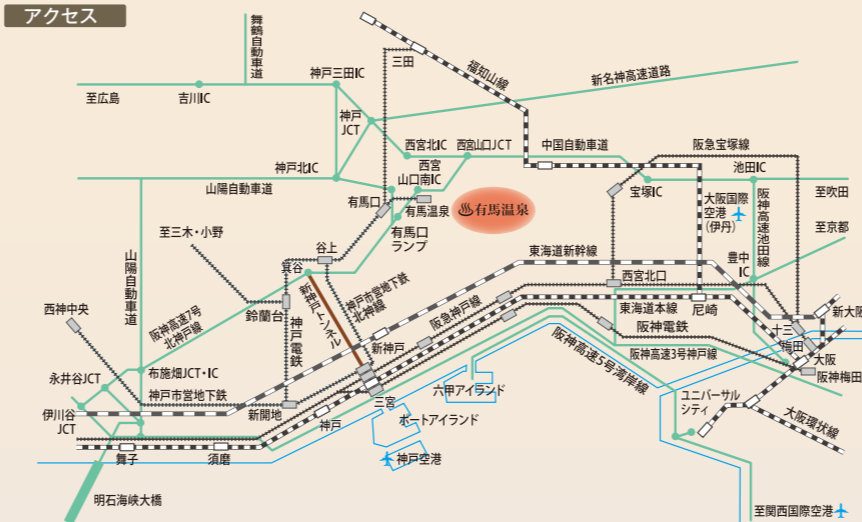 アクセス
舞鶴自動車道
三田
福知山線
新名神高速道路
神戸三田IC
至広島
吉川IC
神戸
JCT
西宮北IC
西宮山口JCT
中国自動車道
阪急宝塚線
池田IC
神戸北IC
山陽自動車道
西宮
山口南IC
有馬口
有馬温泉
♨有馬温泉
有馬口
ランプ
宝塚IC
大阪国際
空港
(伊丹)
阪神高速池田線
至吹田
至京都
至三木・小野
谷上
箕谷
東海道新幹線
豊中
IC
山陽自動車道
西神中央
阪神高速7号
北神戸線
鈴蘭台
神戸電鉄
新神戸トンネル
神戸市営地下鉄
北神線
阪急神戸線
西宮北口
東海道本線
尼崎
新大阪
十三
梅田
大阪
阪神梅田
新神戸
阪神電鉄
阪神高速3号神戸線
阪神高速5号湾岸線
永井谷JCT
布施畑JCT・IC
神戸市営地下鉄
伊川谷
JCT
新開地
三宮
六甲アイランド
ユニバーサル
シティ
大阪環状線
神戸
ポートアイランド
舞子
須磨
神戸空港
明石海峡大橋
至関西国際空港